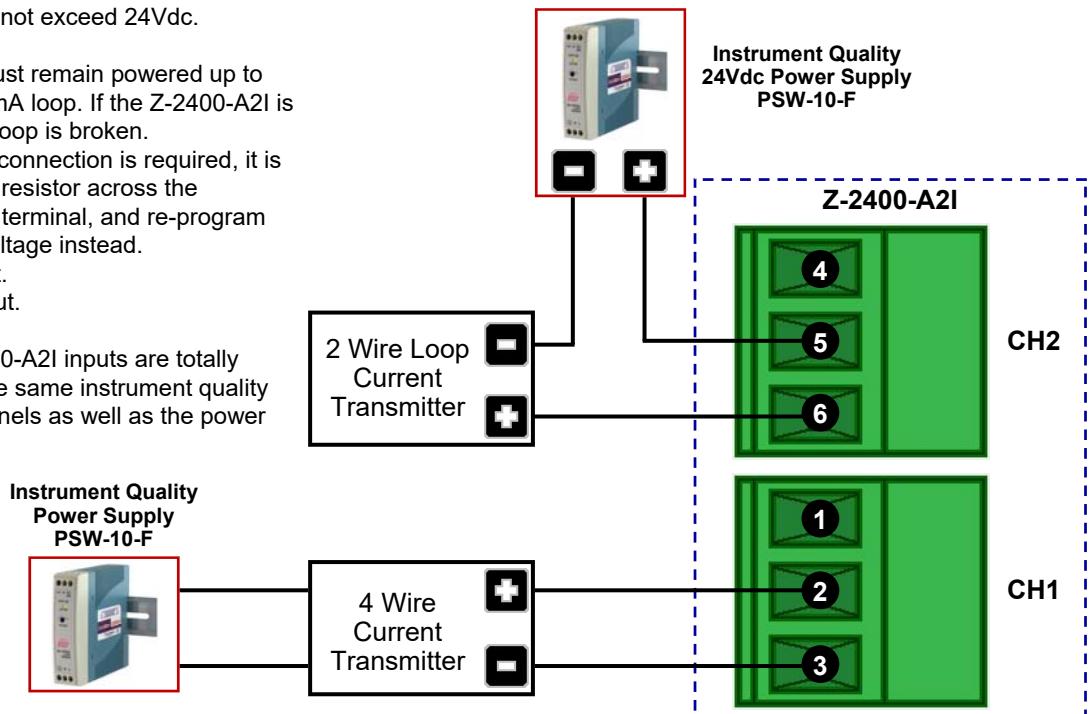 not exceed 24Vdc.
ust remain powered up to
mA loop. If the Z-2400-A2I is
oop is broken.
connection is required, it is
resistor across the
terminal, and re-program
ltage instead.
t.
ut.
0-A2I inputs are totally
e same instrument quality
nels as well as the power
Instrument Quality
24Vdc Power Supply
PSW-10-F
Z-2400-A2I
4
5
6
CH2
2 Wire Loop
Current
Transmitter
-
+
-
+
Instrument Quality
Power Supply
PSW-10-F
4 Wire
Current
Transmitter
+
-
1
2
3
CH1